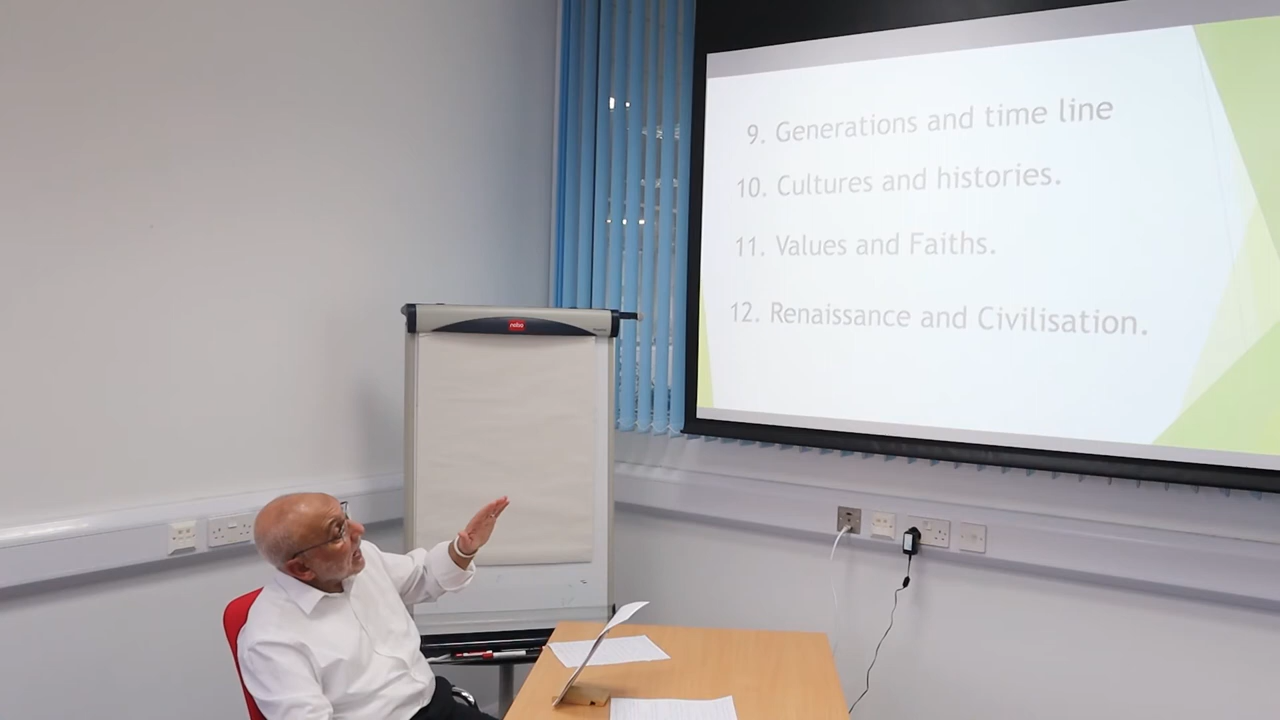 9. Generations and time line
10. Cultures and histories.
11. Values and Faiths.
12. Renaissance and Civilisation.
nobo